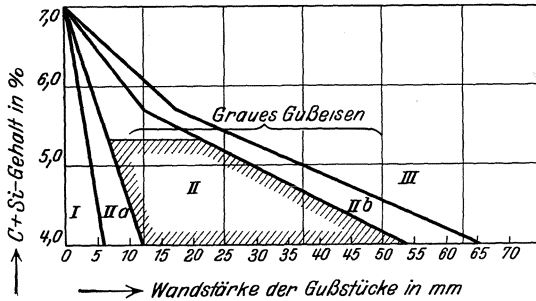 7,0
6,0
5,0
4,0
C+Si-Gehalt in %
Graues Gußeisen
I
IIa
II
IIb
III
0 5 10 15 20 25 30 35 40 45 50 55 60 65 70
Wandstärke der Gußstücke in mm